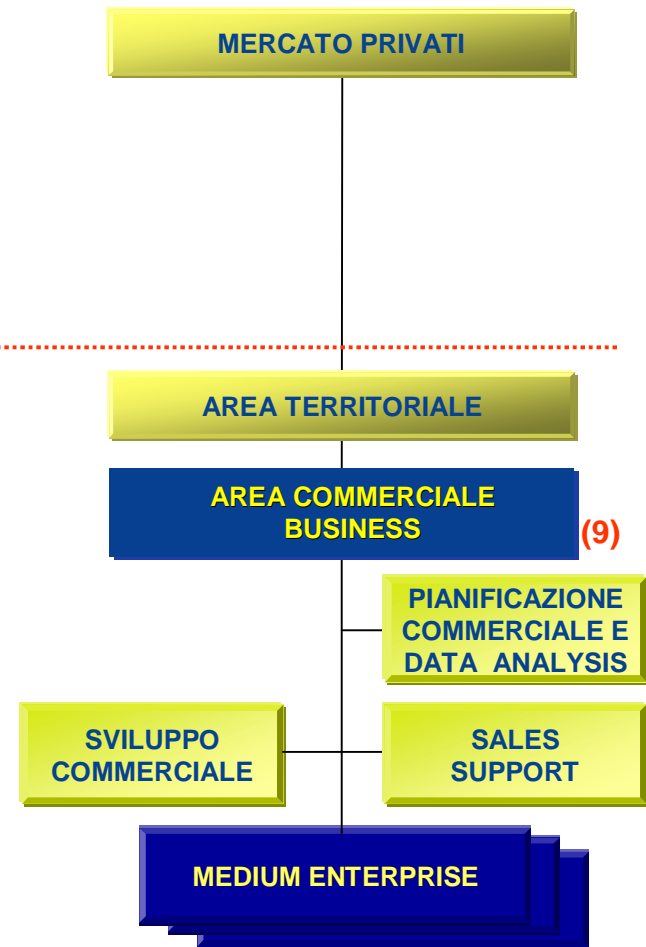 MERCATO PRIVATI
AREA TERRITORIALE
AREA COMMERCIALE
BUSINESS
(9)
PIANIFICAZIONE
COMMERCIALE E
DATA ANALYSIS
SVILUPPO
COMMERCIALE
SALES
SUPPORT
MEDIUM ENTERPRISE